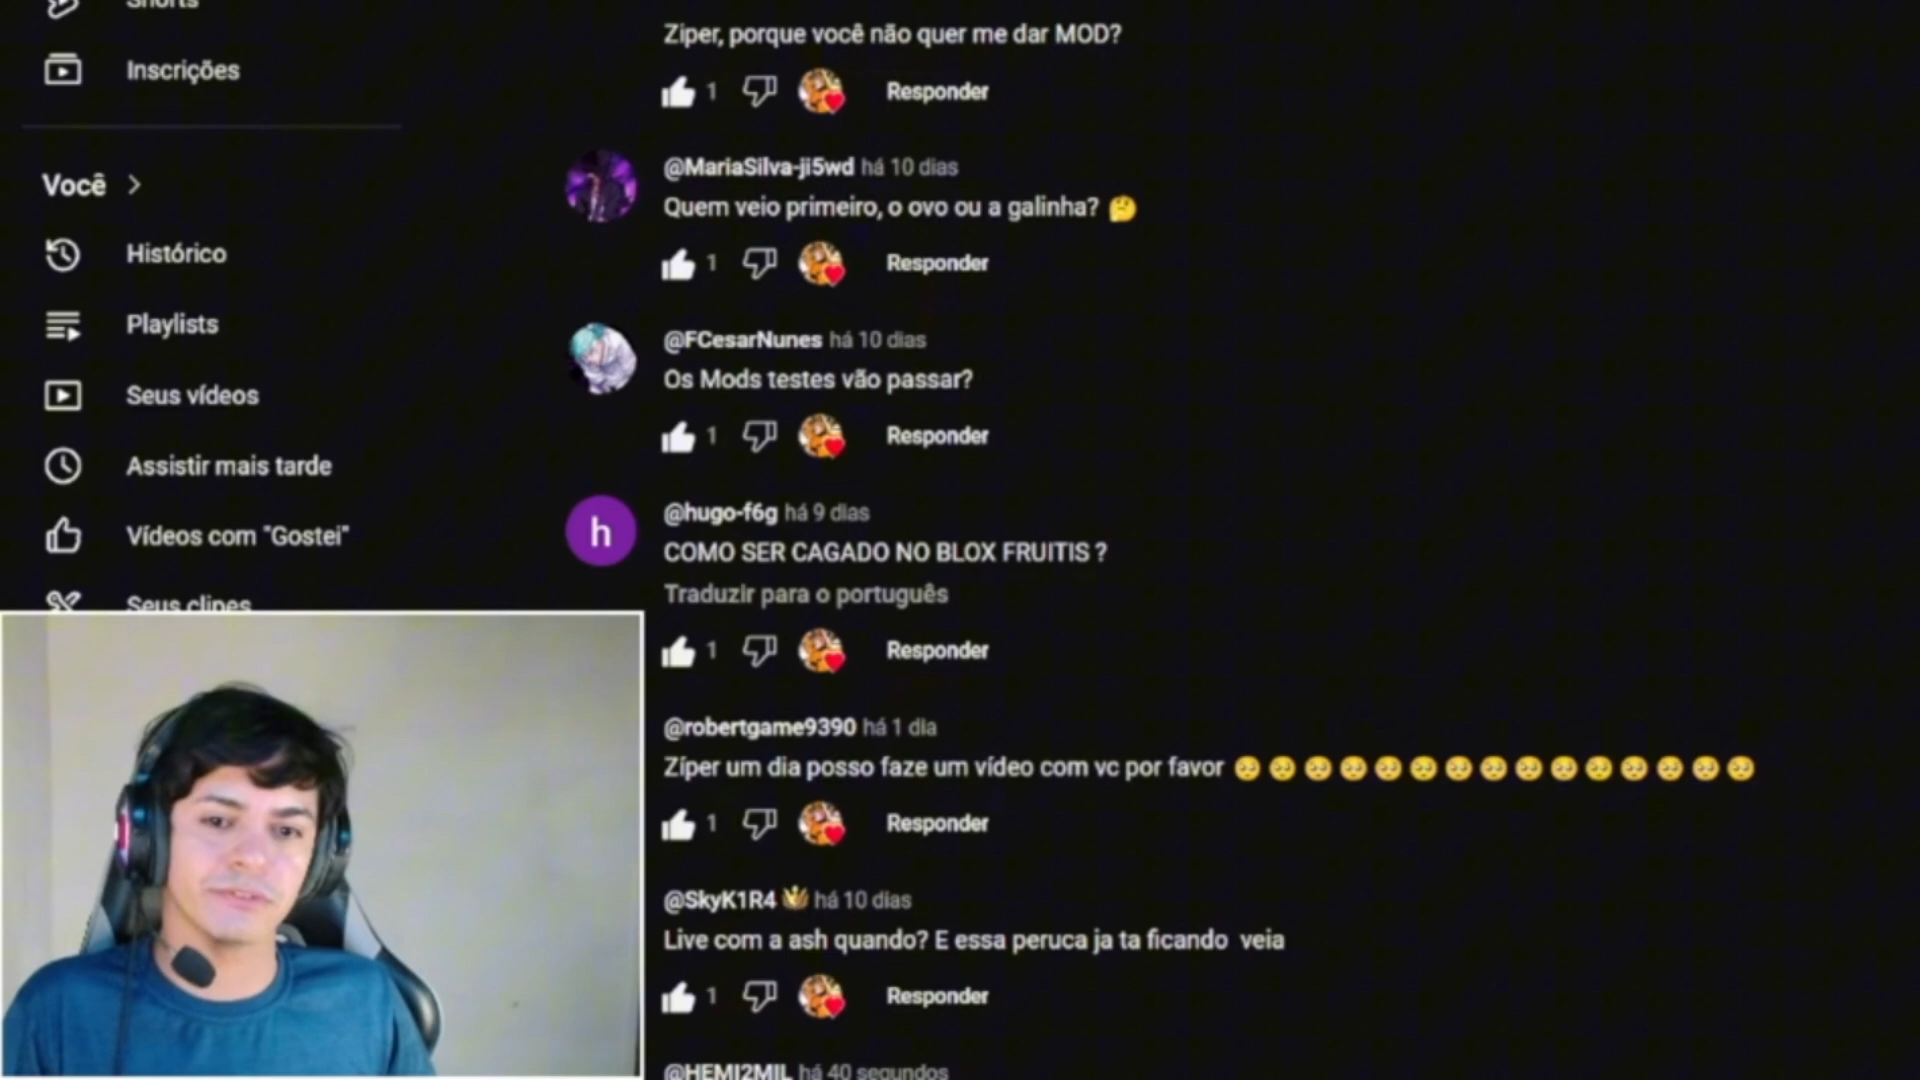 Shorts
Inscrições
Você
Histórico
Playlists
Seus vídeos
Assistir mais tarde
Vídeos com "Gostei"
Seus clipes
Ziper, porque você não quer me dar MOD?
1 Responder
@MariaSilva-ji5wd há 10 dias
Quem veio primeiro, o ovo ou a galinha? 🤔
1 Responder
@FCesarNunes há 10 dias
Os Mods testes vão passar?
1 Responder
h
@hugo-f6g há 9 dias
COMO SER CAGADO NO BLOX FRUITIS ?
Traduzir para o português
1 Responder
@robertgame9390 há 1 dia
Zíper um dia posso faze um vídeo com vc por favor 🥺🥺🥺🥺🥺🥺🥺🥺🥺🥺🥺🥺🥺🥺🥺
1 Responder
@SkyK1R4 há 10 dias
Live com a ash quando? E essa peruca ja ta ficando veia
1 Responder
@HEMI2MIL há 40 segundos